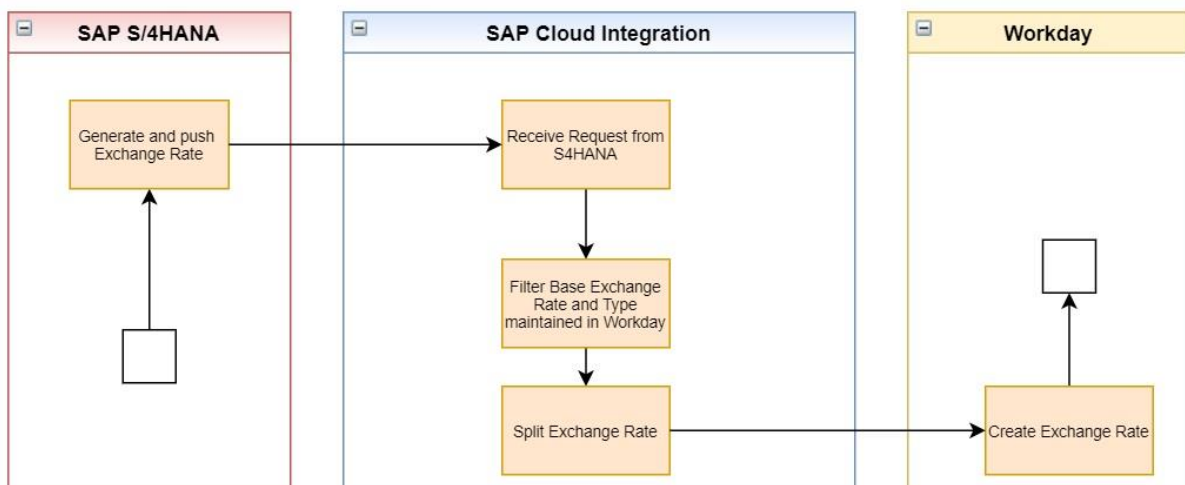 SAP S/4HANA
SAP Cloud Integration
Workday
Generate and push
Exchange Rate
Receive Request from
S4HANA
Filter Base Exchange
Rate and Type
maintained in Workday
Split Exchange Rate
Create Exchange Rate